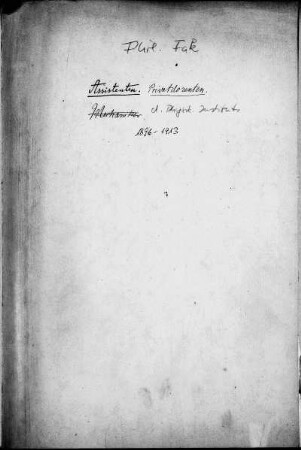 Phil. Fak
Assistenten. Privatdozenten.
Mechaniker d. Physik. Instituts
1896-1913